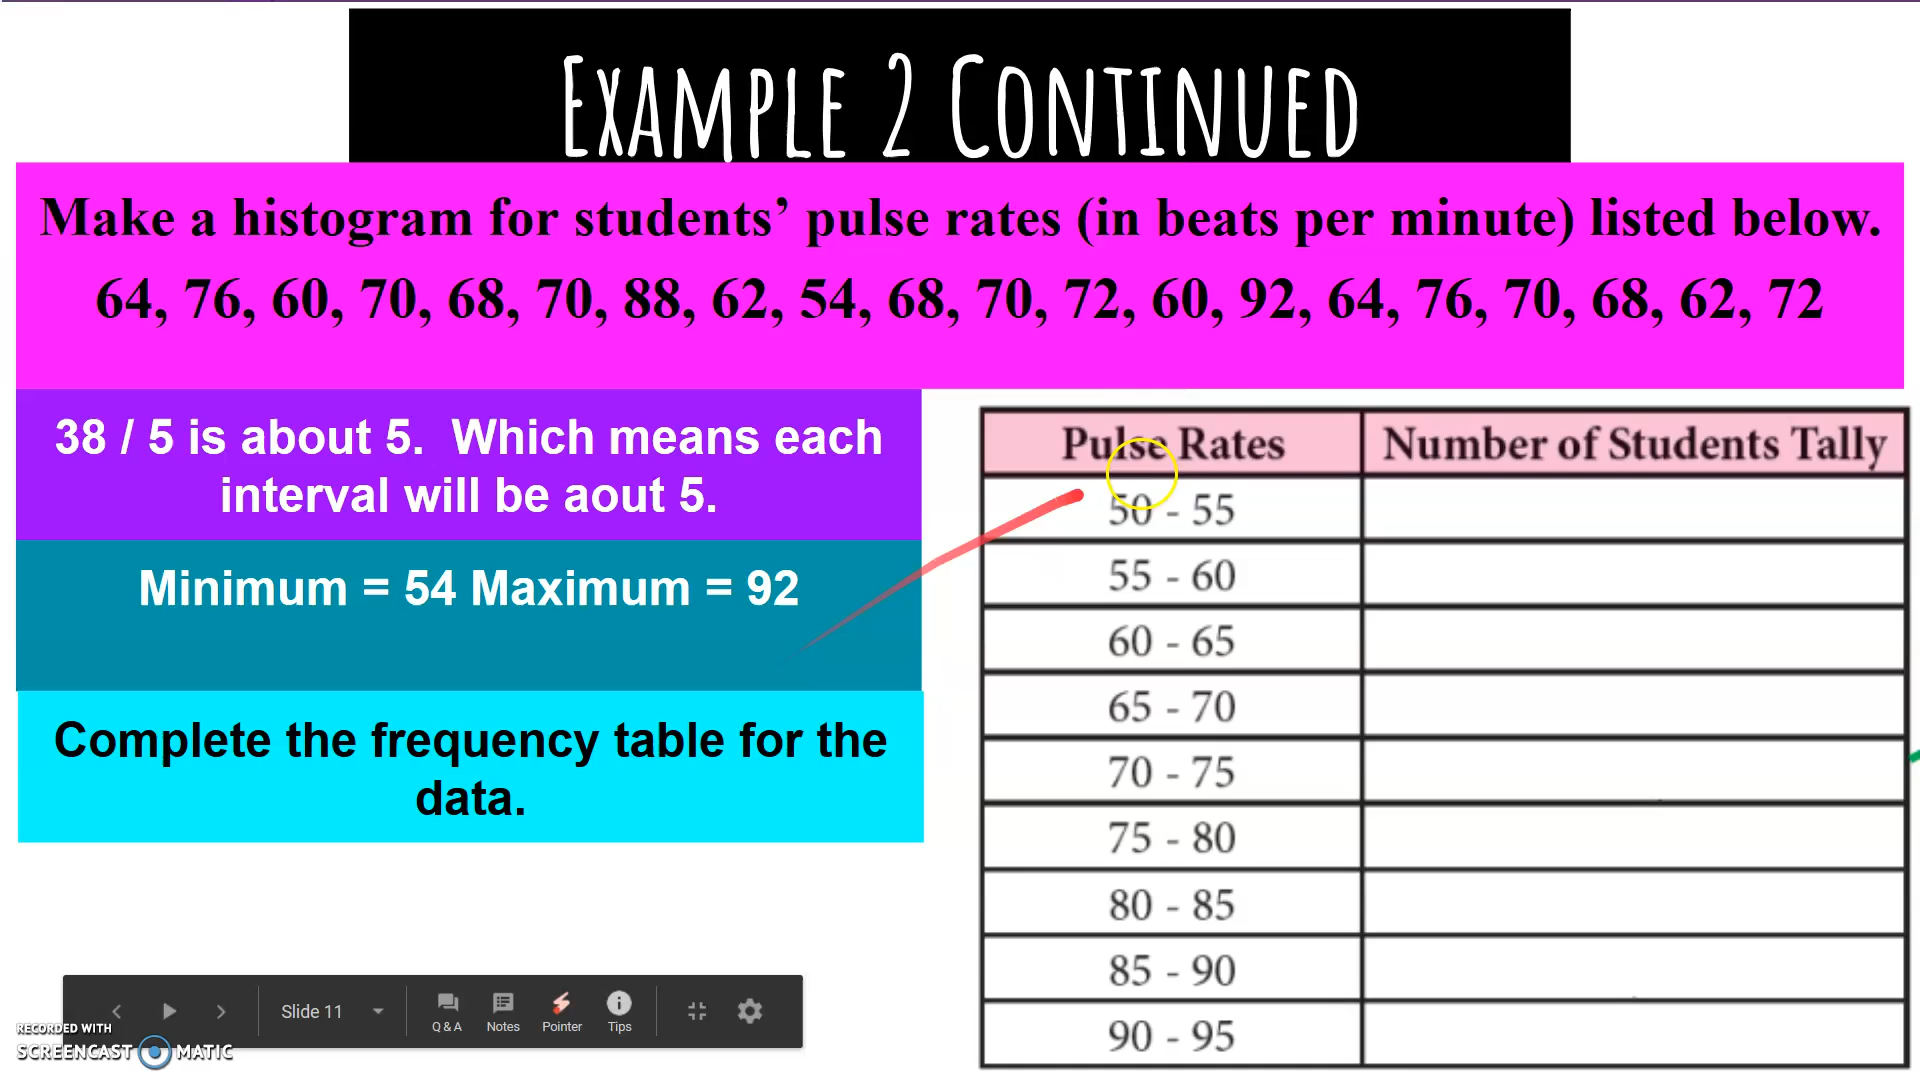 EXAMPLE 2 CONTINUED
Make a histogram for students’ pulse rates (in beats per minute) listed below.
64, 76, 60, 70, 68, 70, 88, 62, 54, 68, 70, 72, 60, 92, 64, 76, 70, 68, 62, 72
38 / 5 is about 5.  Which means each
interval will be aout 5.
Minimum = 54 Maximum = 92
Complete the frequency table for the
data.
Pulse Rates Number of Students Tally
50 - 55
55 - 60
60 - 65
65 - 70
70 - 75
75 - 80
80 - 85
85 - 90
90 - 95
Slide 11
Q & A Notes Pointer Tips
RECORDED WITH
SCREENCAST MATIC